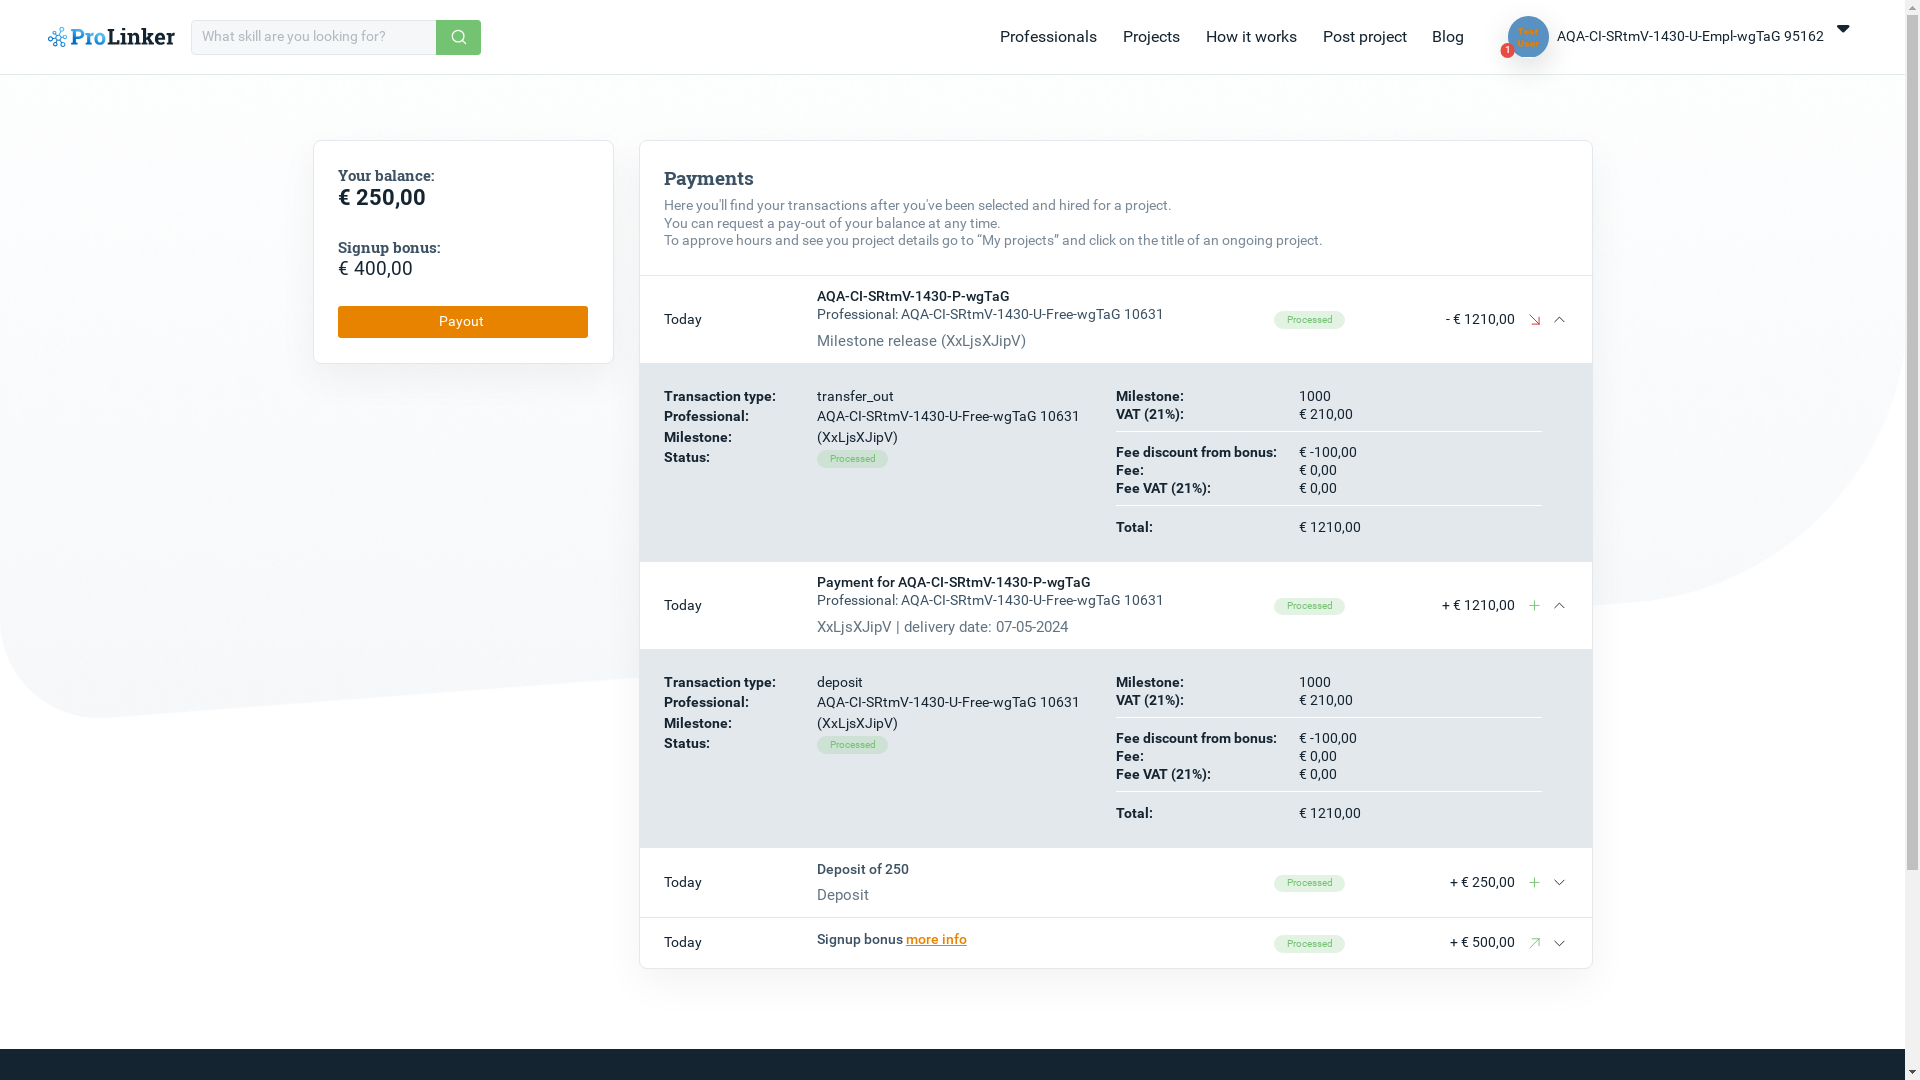 ProLinker
What skill are you looking for?
Professionals
Projects
How it works
Post project
Blog
Test
User
1
AQA-CI-SRtmV-1430-U-Empl-wgTaG 95162
Your balance:
€ 250,00
Signup bonus:
€ 400,00
Payout
Payments
Here you'll find your transactions after you've been selected and hired for a project.
You can request a pay-out of your balance at any time.
To approve hours and see you project details go to “My projects” and click on the title of an ongoing project.
Today
AQA-CI-SRtmV-1430-P-wgTaG
Professional: AQA-CI-SRtmV-1430-U-Free-wgTaG 10631
Milestone release (XxLjsXJipV)
Processed
- € 1210,00
Transaction type: transfer_out
Professional: AQA-CI-SRtmV-1430-U-Free-wgTaG 10631
Milestone: (XxLjsXJipV)
Status: Processed
Milestone: 1000
VAT (21%): € 210,00
Fee discount from bonus: € -100,00
Fee: € 0,00
Fee VAT (21%): € 0,00
Total: € 1210,00
Today
Payment for AQA-CI-SRtmV-1430-P-wgTaG
Professional: AQA-CI-SRtmV-1430-U-Free-wgTaG 10631
XxLjsXJipV | delivery date: 07-05-2024
Processed
+ € 1210,00
Transaction type: deposit
Professional: AQA-CI-SRtmV-1430-U-Free-wgTaG 10631
Milestone: (XxLjsXJipV)
Status: Processed
Milestone: 1000
VAT (21%): € 210,00
Fee discount from bonus: € -100,00
Fee: € 0,00
Fee VAT (21%): € 0,00
Total: € 1210,00
Today
Deposit of 250
Deposit
Processed
+ € 250,00
Today
Signup bonus more info
Processed
+ € 500,00